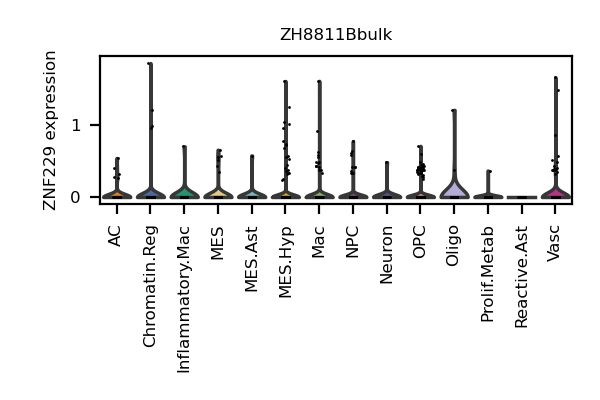 ZH8811Bbulk
ZNF229 expression
1
0
AC
Chromatin.Reg
Inflammatory.Mac
MES
MES.Ast
MES.Hyp
Mac
NPC
Neuron
OPC
Oligo
Prolif.Metab
Reactive.Ast
Vasc